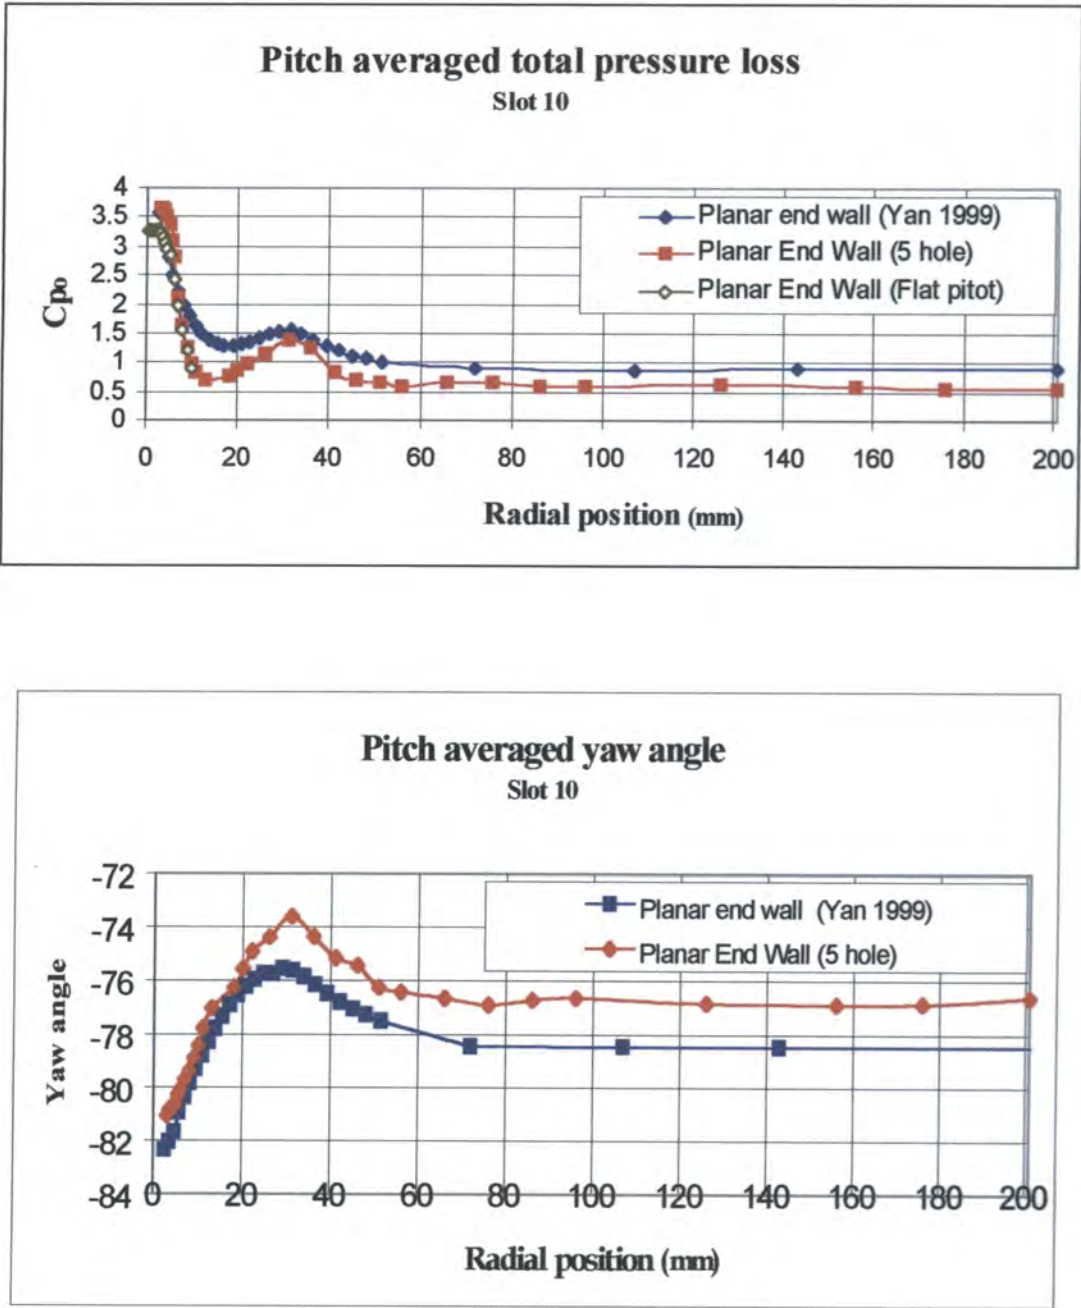 Pitch averaged total pressure loss
Slot 10
4
3.5
3
2.5
2
1.5
1
0.5
0
Cpo
Planar end wall (Yan 1999)
Planar End Wall (5 hole)
Planar End Wall (Flat pitot)
0 20 40 60 80 100 120 140 160 180 200
Radial position (mm)
Pitch averaged yaw angle
Slot 10
-72
-74
-76
-78
-80
-82
-84
Yaw angle
Planar end wall (Yan 1999)
Planar End Wall (5 hole)
0 20 40 60 80 100 120 140 160 180 200
Radial position (mm)